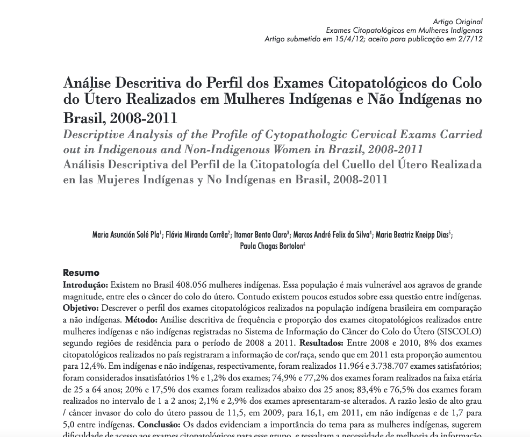 Artigo Original
Exames Citopatológicos em Mulheres Indígenas
Artigo submetido em 15/4/12; aceito para publicação em 2/7/12
Análise Descritiva do Perfil dos Exames Citopatológicos do Colo
do Útero Realizados em Mulheres Indígenas e Não Indígenas no
Brasil, 2008-2011
Descriptive Analysis of the Profile of Cytopathologic Cervical Exams Carried
out in Indigenous and Non-Indigenous Women in Brazil, 2008-2011
Análisis Descriptiva del Perfil de la Citopatología del Cuello del Útero Realizada
en las Mujeres Indígenas y No Indígenas en Brasil, 2008-2011
Maria Asunción Solé Pla¹; Flávia Miranda Corrêa²; Itamar Bento Claro³; Marcos André Felix da Silva⁴; Maria Beatriz Kneipp Dias⁵;
Paula Chagas Bortolon⁶
Resumo
Introdução: Existem no Brasil 408.056 mulheres indígenas. Essa população é mais vulnerável aos agravos de grande
magnitude, entre eles o câncer do colo do útero. Contudo existem poucos estudos sobre essa questão entre indígenas.
Objetivo: Descrever o perfil dos exames citopatológicos realizados na população indígena brasileira em comparação
a não indígenas. Método: Análise descritiva de frequência e proporção dos exames citopatológicos realizados entre
mulheres indígenas e não indígenas registradas no Sistema de Informação do Câncer do Colo do Útero (SISCOLO)
segundo regiões de residência para o período de 2008 a 2011. Resultados: Entre 2008 e 2010, 8% dos exames
citopatológicos realizados no país registraram a informação de cor/raça, sendo que em 2011 esta proporção aumentou
para 12,4%. Em indígenas e não indígenas, respectivamente, foram realizados 11.964 e 3.738.707 exames satisfatórios;
foram considerados insatisfatórios 1% e 1,2% dos exames; 74,9% e 77,2% dos exames foram realizados na faixa etária
de 25 a 64 anos; 20% e 17,5% dos exames foram realizados abaixo dos 25 anos; 83,4% e 76,5% dos exames foram
realizados no intervalo de 1 a 2 anos; 2,1% e 2,9% dos exames apresentaram-se alterados. A razão lesão de alto grau
/ câncer invasor do colo do útero passou de 11,5, em 2009, para 16,1, em 2011, em não indígenas e de 1,7 para
5,0 entre indígenas. Conclusão: Os dados evidenciam a importância do tema para as mulheres indígenas, sugerem
dificuldade de acesso aos exames citopatológicos para esse grupo, e ressaltam a necessidade de melhoria da informação